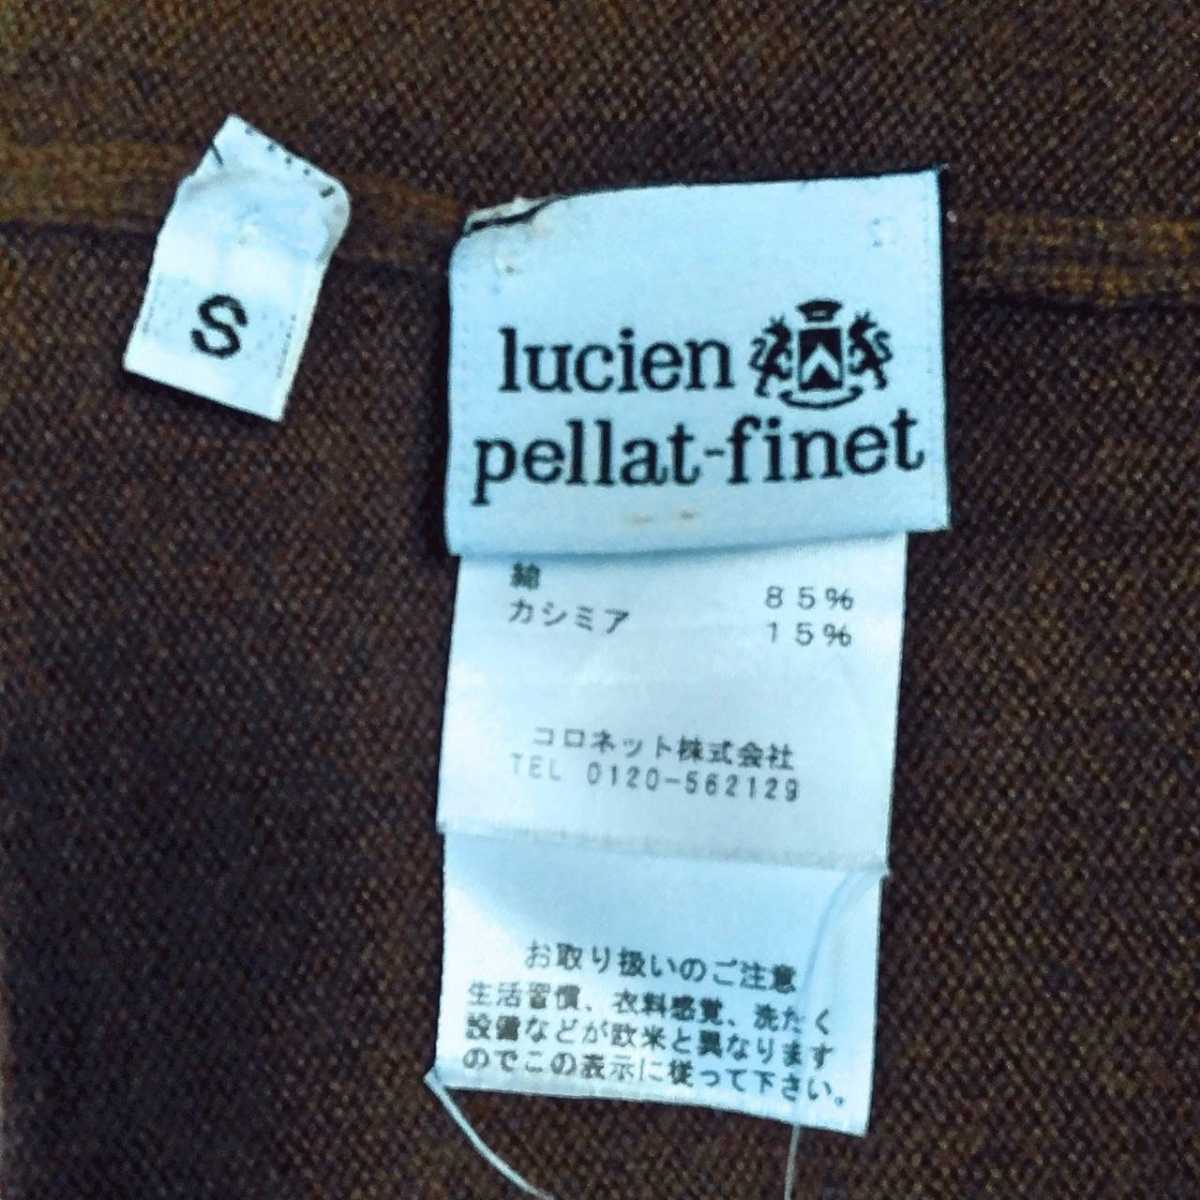 S
lucien
pellat-finet
綿 85%
カシミア 15%
コロネット株式会社
TEL 0120-562129
お取り扱いのご注意
生活習慣、衣料感覚、洗たく
設備などが欧米と異なります
のでこの表示に従って下さい。